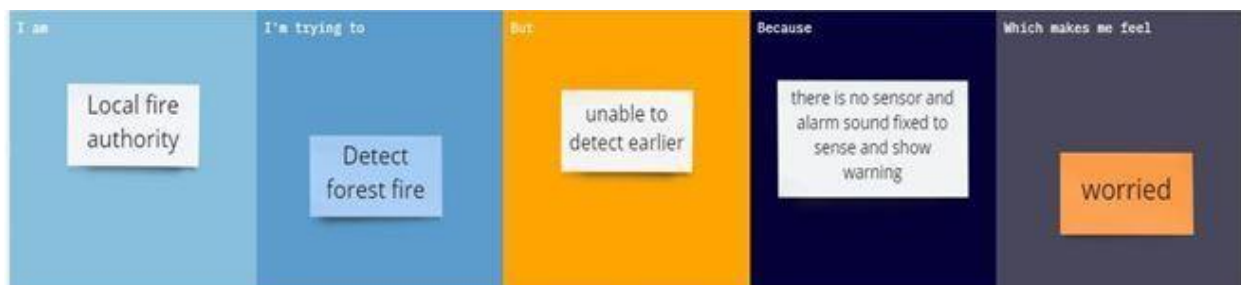 I am
Local fire
authority
I'm trying to
Detect
forest fire
But
unable to
detect earlier
Because
there is no sensor and
alarm sound fixed to
sense and show
warning
Which makes me feel
worried